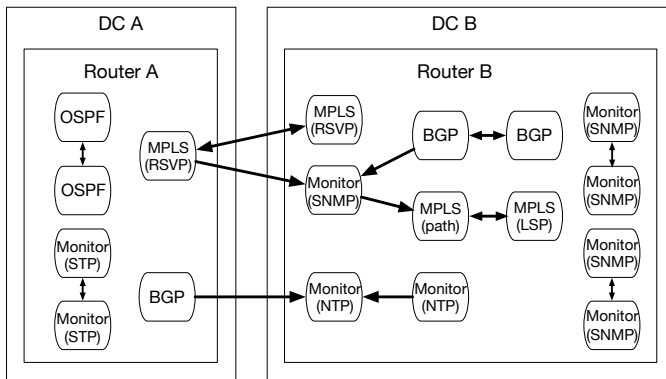 DC A
Router A
OSPF
OSPF
Monitor
(STP)
Monitor
(STP)
MPLS
(RSVP)
BGP
DC B
Router B
MPLS
(RSVP)
Monitor
(SNMP)
Monitor
(NTP)
BGP
BGP
MPLS
(path)
MPLS
(LSP)
Monitor
(NTP)
Monitor
(SNMP)
Monitor
(SNMP)
Monitor
(SNMP)
Monitor
(SNMP)